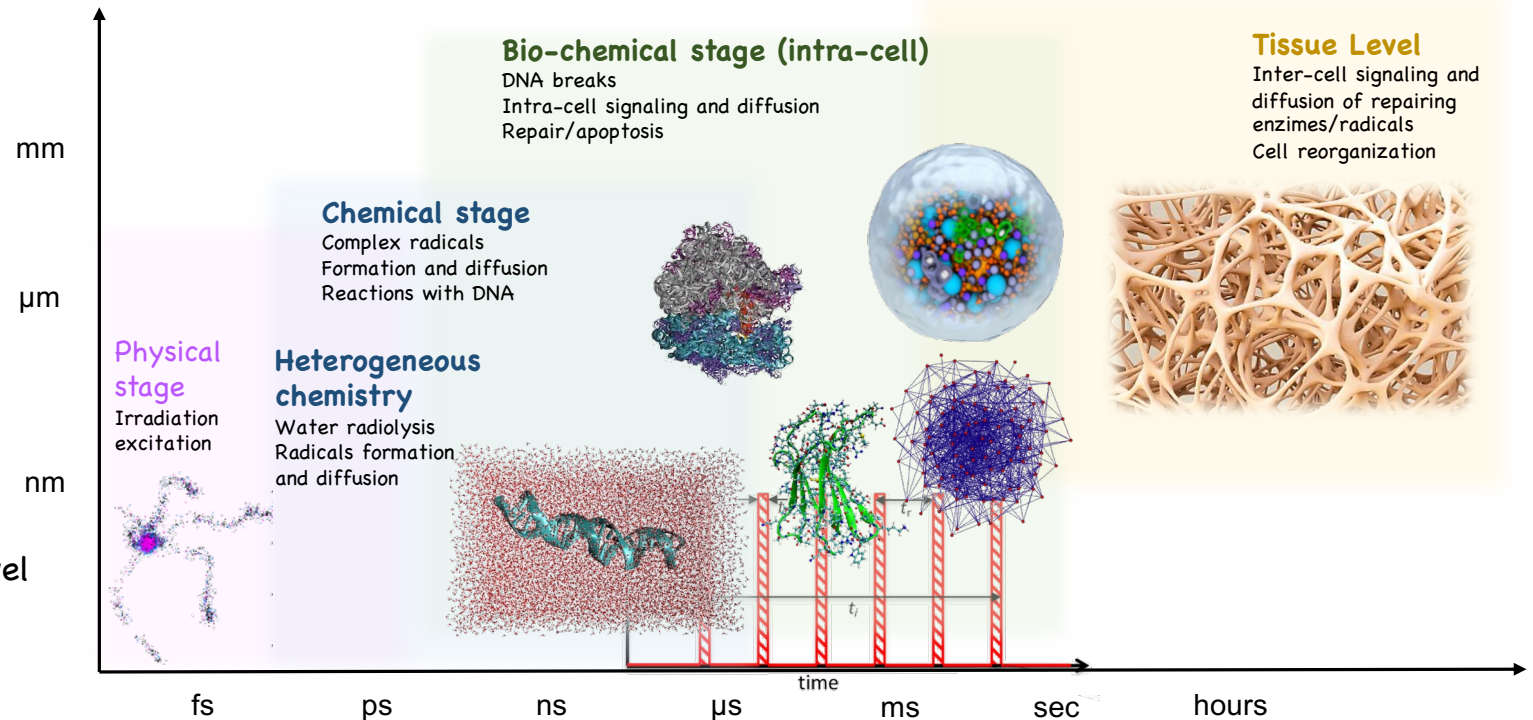 Bio-chemical stage (intra-cell)
DNA breaks
Intra-cell signaling and diffusion
Repair/apoptosis
Tissue Level
Inter-cell signaling and
diffusion of repairing
enzimes/radicals
Cell reorganization
mm
Chemical stage
Complex radicals
Formation and diffusion
Reactions with DNA
µm
Physical
stage
Irradiation
excitation
Heterogeneous
chemistry
Water radiolysis
Radicals formation
and diffusion
nm
t_r
vel
t_i
time
fs
ps
ns
µs
ms
sec
hours